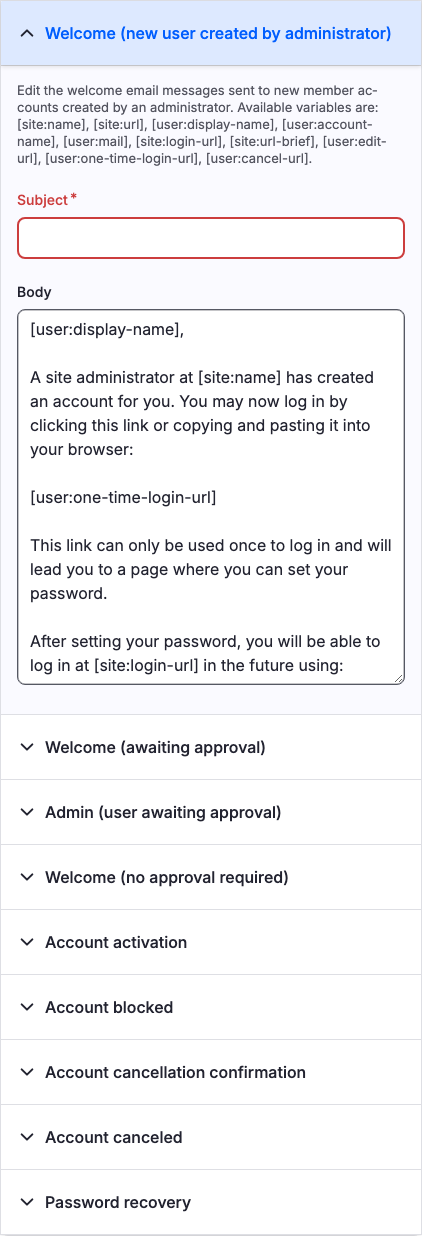 Welcome (new user created by administrator)
Edit the welcome email messages sent to new member ac-
counts created by an administrator. Available variables are:
[site:name], [site:url], [user:display-name], [user:account-
name], [user:mail], [site:login-url], [site:url-brief], [user:edit-
url], [user:one-time-login-url], [user:cancel-url].
Subject*
Body
[user:display-name],
A site administrator at [site:name] has created
an account for you. You may now log in by
clicking this link or copying and pasting it into
your browser:
[user:one-time-login-url]
This link can only be used once to log in and will
lead you to a page where you can set your
password.
After setting your password, you will be able to
log in at [site:login-url] in the future using:
Welcome (awaiting approval)
Admin (user awaiting approval)
Welcome (no approval required)
Account activation
Account blocked
Account cancellation confirmation
Account canceled
Password recovery